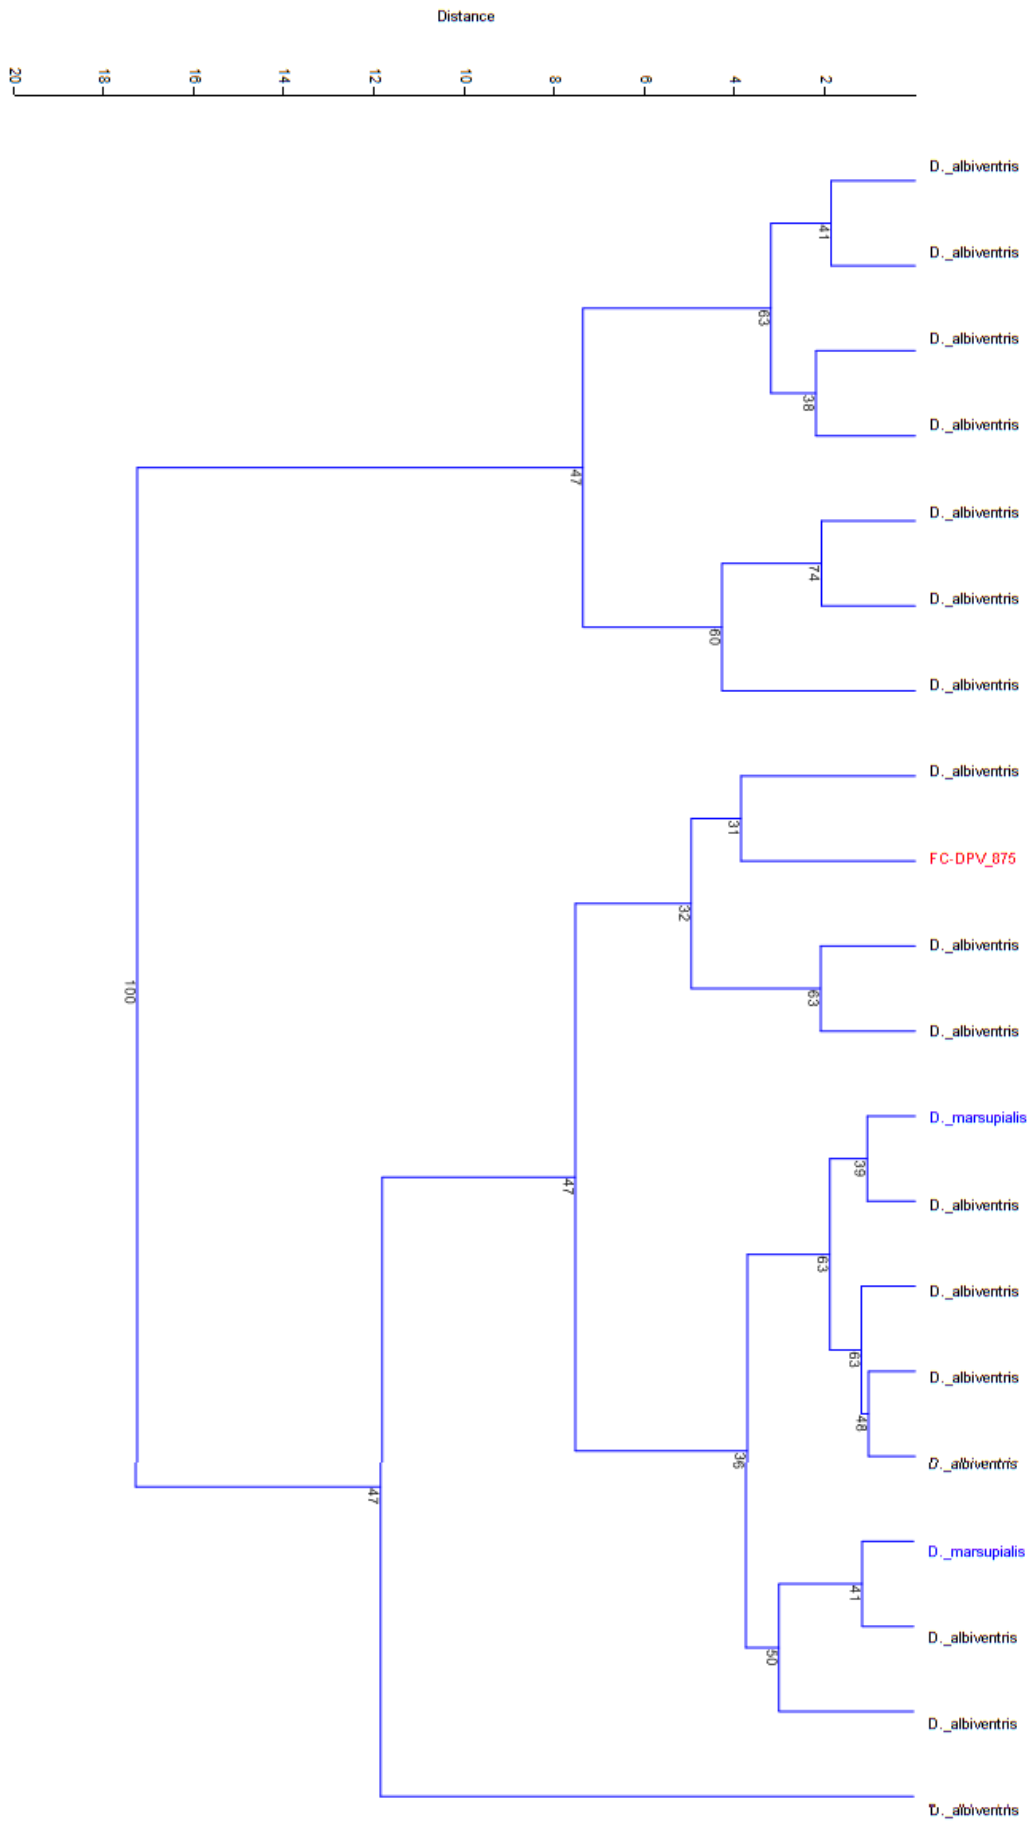 Distance
20 18 16 14 12 10 8 6 4 2
D._albiventris
41
D._albiventris
63
D._albiventris
38
D._albiventris
47
D._albiventris
74
D._albiventris
60
D._albiventris
D._albiventris
31
FC-DPV_875
32
D._albiventris
63
D._albiventris
100
D._marsupialis
39
47
D._albiventris
63
D._albiventris
63
D._albiventris
48
36
D._albiventris
47
D._marsupialis
41
D._albiventris
50
D._albiventris
D._albiventris